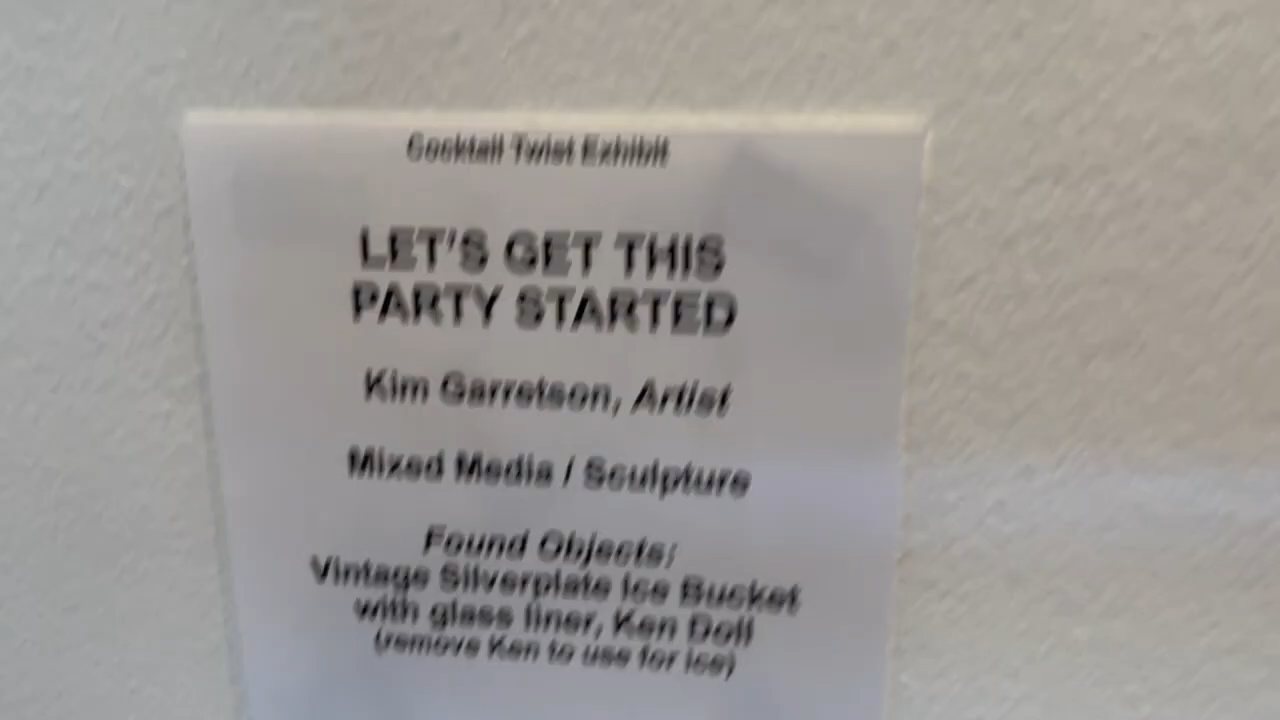 Cocktail Twist Exhibit
LET'S GET THIS
PARTY STARTED
Kim Garretson, Artist
Mixed Media / Sculpture
Found Objects:
Vintage Silverplate Ice Bucket
with glass liner, Ken Doll
(remove Ken to use for ice)